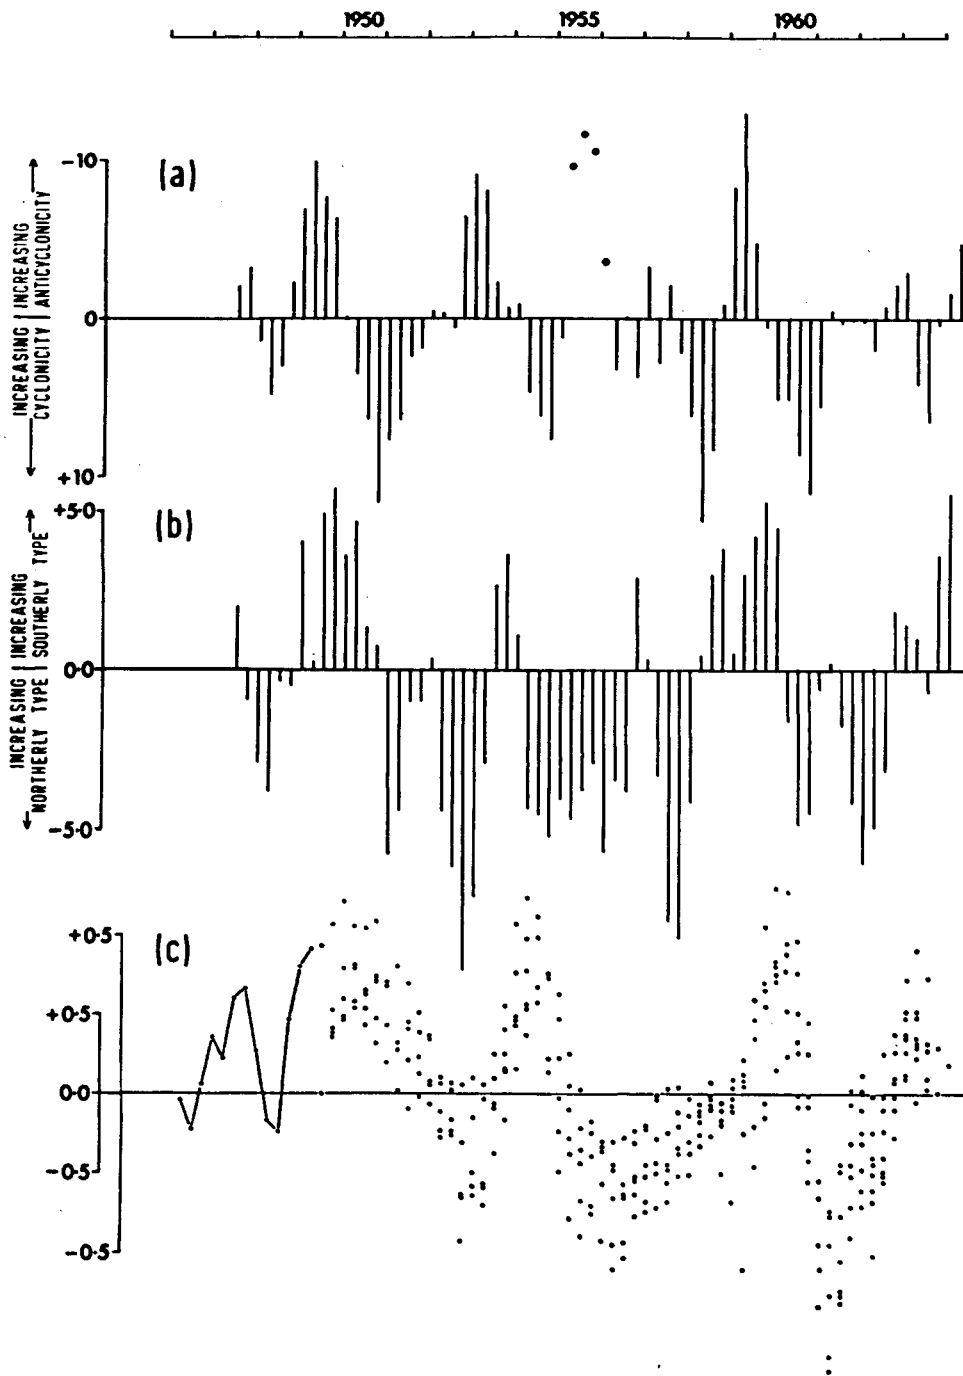 1950 1955 1960
(a)
−10
0
+10
INCREASING INCREASING
CYCLONICITY ANTICYCLONICITY
(b)
+5·0
0·0
−5·0
INCREASING INCREASING
NORTHERLY TYPE SOUTHERLY TYPE
(c)
+0·5
+0·5
0·0
−0·5
−0·5